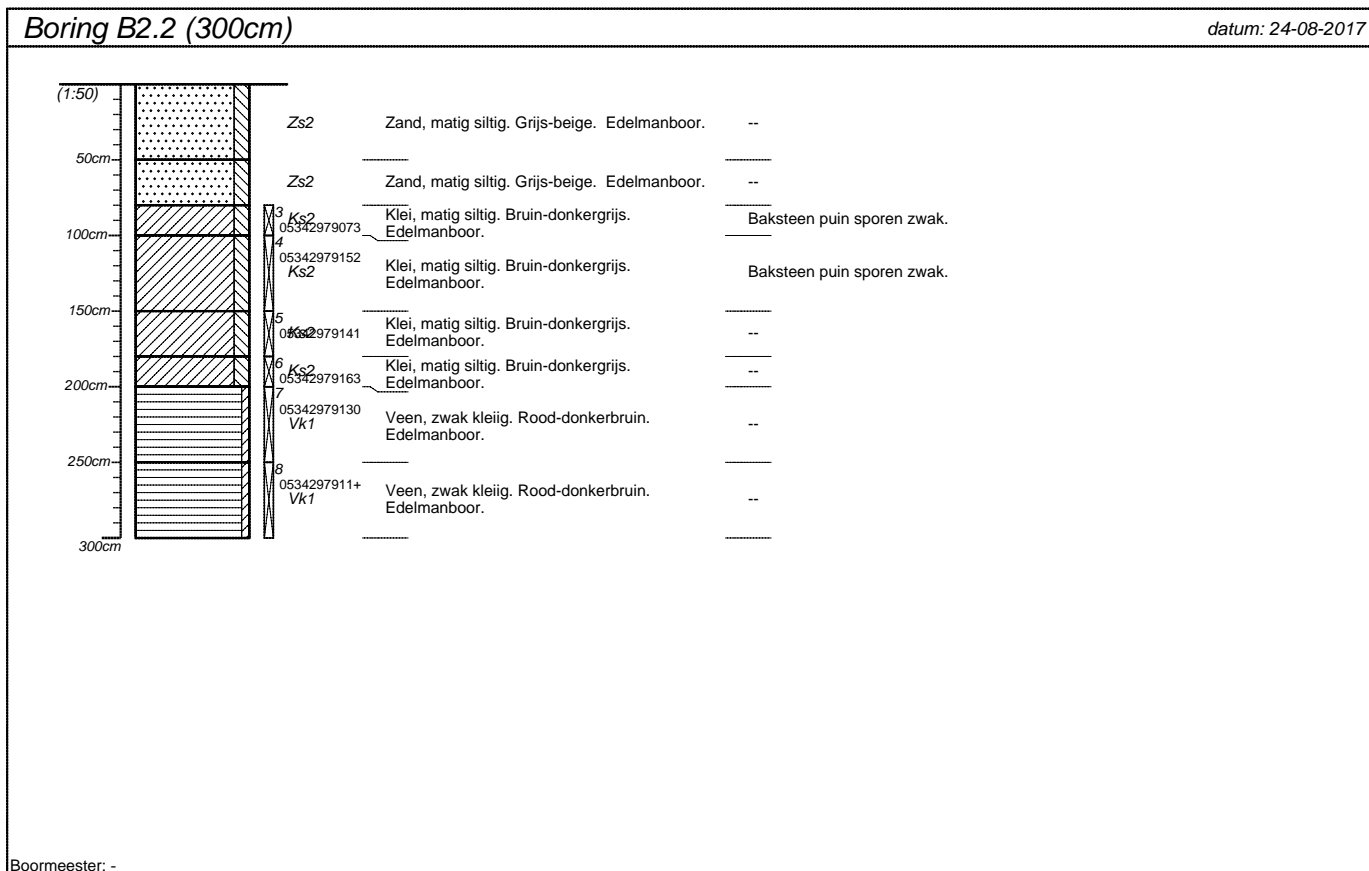 Boring B2.2 (300cm)
datum: 24-08-2017
(1:50)
Zs2 Zand, matig siltig. Grijs-beige. Edelmanboor. --
50cm
Zs2 Zand, matig siltig. Grijs-beige. Edelmanboor. --
3
Ks2 Klei, matig siltig. Bruin-donkergrijs. Baksteen puin sporen zwak.
05342979073 Edelmanboor.
100cm
4
05342979152
Ks2 Klei, matig siltig. Bruin-donkergrijs. Baksteen puin sporen zwak.
Edelmanboor.
150cm
5
Klei, matig siltig. Bruin-donkergrijs.
05342979141 Ks2 Edelmanboor. --
6
Ks2 Klei, matig siltig. Bruin-donkergrijs. --
05342979163 Edelmanboor.
200cm
7
05342979130
Vk1 Veen, zwak kleiig. Rood-donkerbruin. --
Edelmanboor.
250cm
8
0534297911+
Vk1 Veen, zwak kleiig. Rood-donkerbruin. --
Edelmanboor.
300cm
Boormeester: -